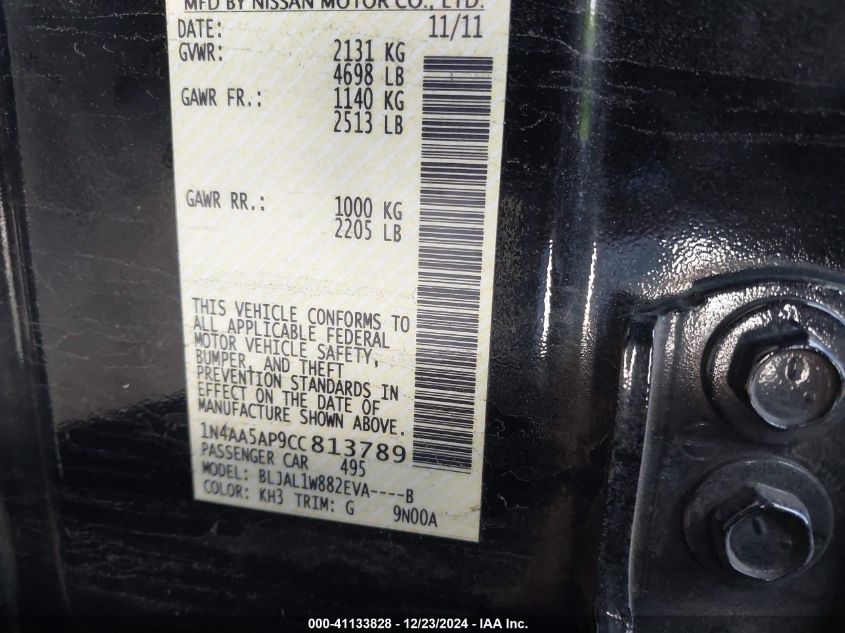 MFD BY NISSAN MOTOR CO., LTD.
DATE: 11/11
GVWR: 2131 KG
4698 LB
GAWR FR.: 1140 KG
2513 LB
GAWR RR.: 1000 KG
2205 LB
THIS VEHICLE CONFORMS TO
ALL APPLICABLE FEDERAL
MOTOR VEHICLE SAFETY,
BUMPER, AND THEFT
PREVENTION STANDARDS IN
EFFECT ON THE DATE OF
MANUFACTURE SHOWN ABOVE.
1N4AA5AP9CC813789
PASSENGER CAR 495
MODEL: BLJAL1W882EVA----B
COLOR: KH3 TRIM: G 9N00A
000-41133828 - 12/23/2024 - IAA Inc.